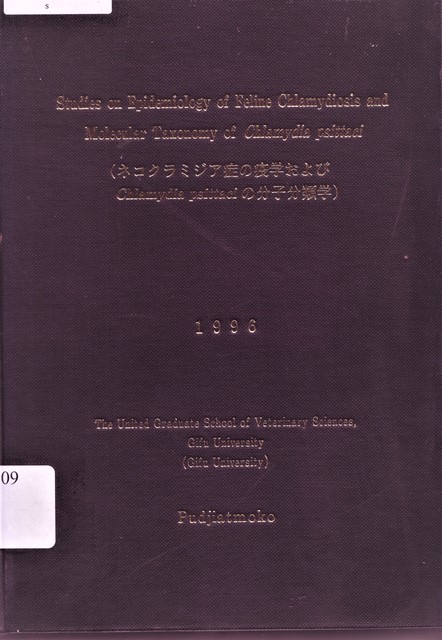 s
Studies on Epidemiology of Feline Chlamydiosis and
Molecular Taxonomy of Chlamydia psittaci
(ネコクラミジア症の疫学および
Chlamydia psittaci の分子分類学)
1996
The United Graduate School of Veterinary Sciences,
Gifu University
(Gifu University)
09
Pudjiatmoko